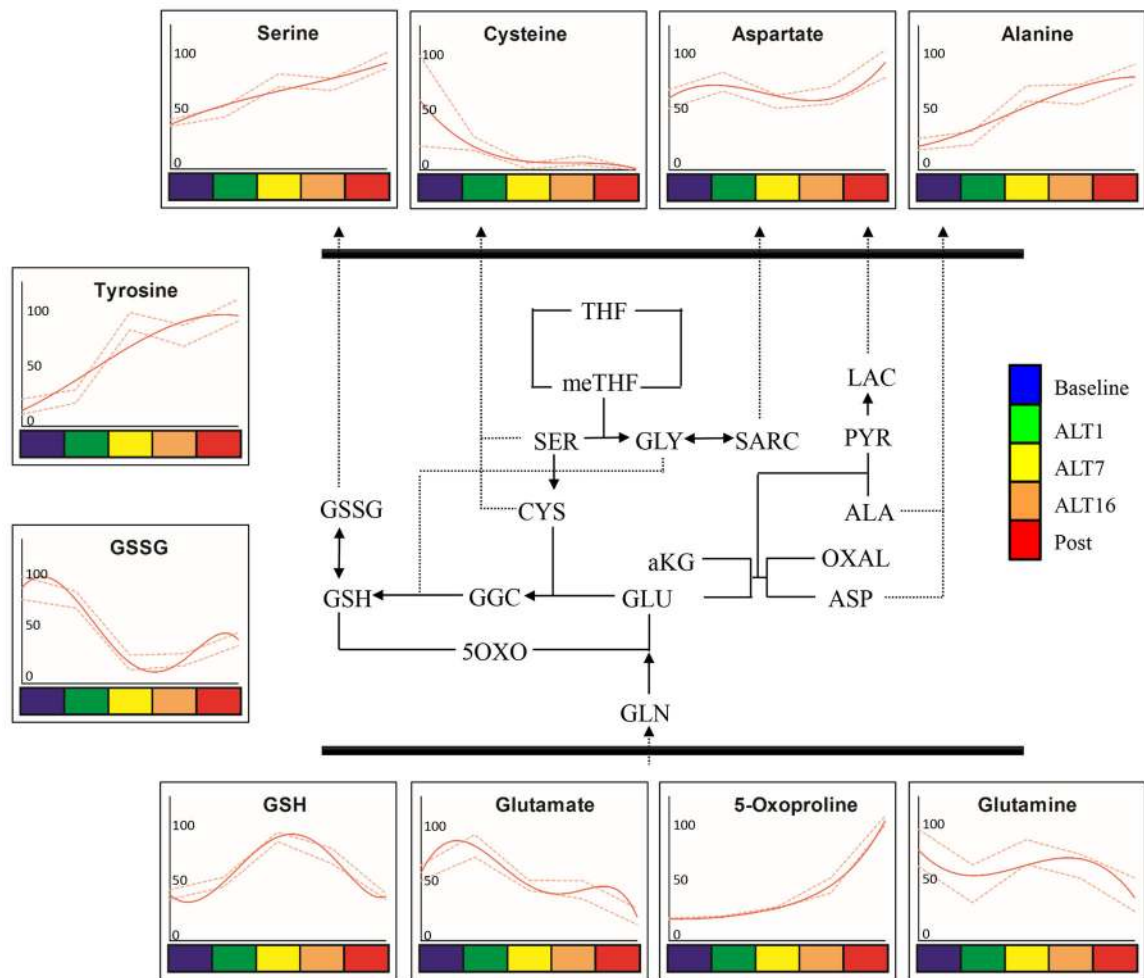 Serine
100
50
0
Cysteine
100
50
0
Aspartate
100
50
0
Alanine
100
50
0
Tyrosine
100
50
0
GSSG
100
50
0
THF
meTHF
SER
GLY
SARC
LAC
PYR
GSSG
CYS
ALA
aKG
OXAL
GSH
GGC
GLU
ASP
5OXO
GLN
Baseline
ALT1
ALT7
ALT16
Post
GSH
100
50
0
Glutamate
100
50
0
5-Oxoproline
100
50
0
Glutamine
100
50
0